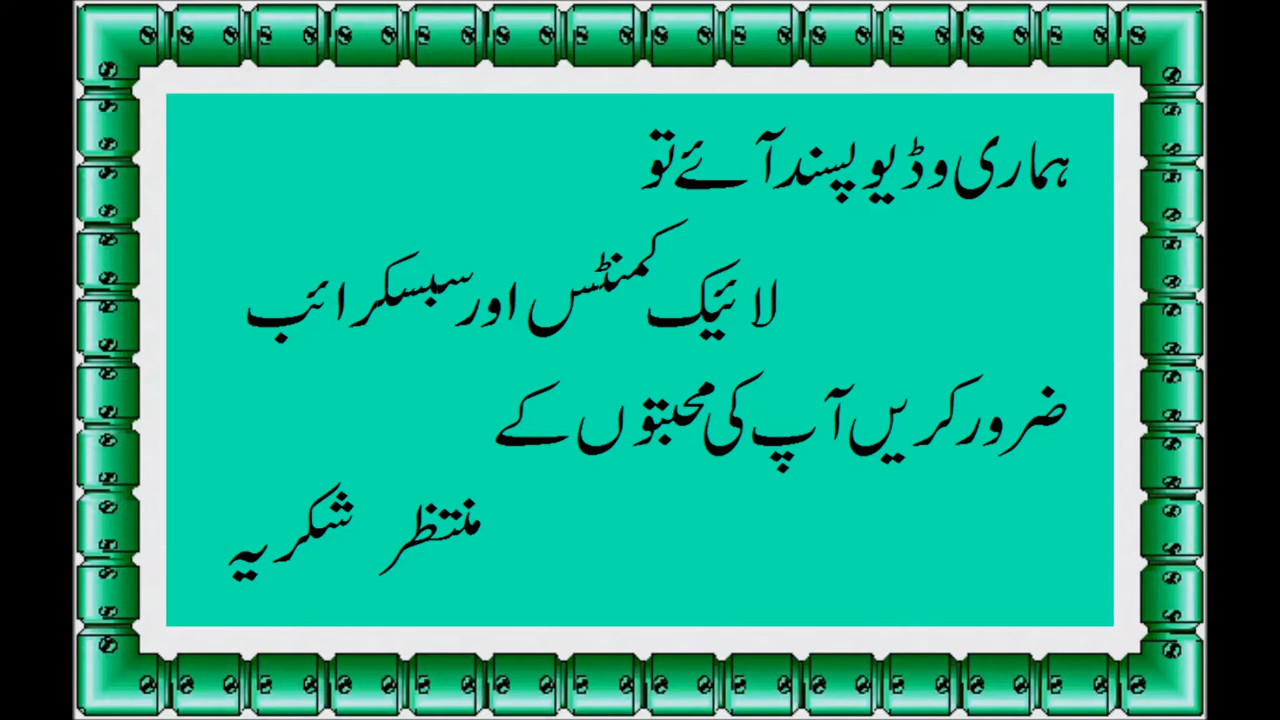 ہماری وڈیو پسند آئے تو
لائیک کمنٹس اور سبسکرائب
ضرور کریں آپ کی محبتوں کے
منتظر شکریہ